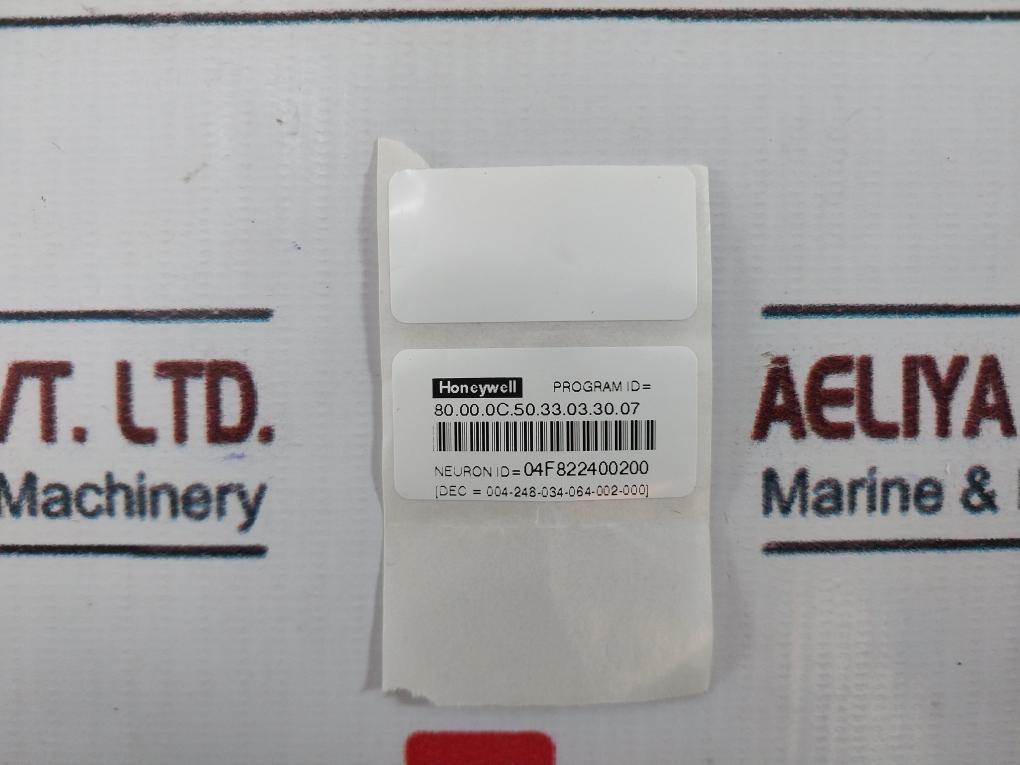 VT. LTD.
Machinery
Honeywell PROGRAM ID=
80.00.0C.50.33.03.30.07
NEURON ID=04F822400200
[DEC = 004-248-034-064-002-000]
AELIYA
Marine &